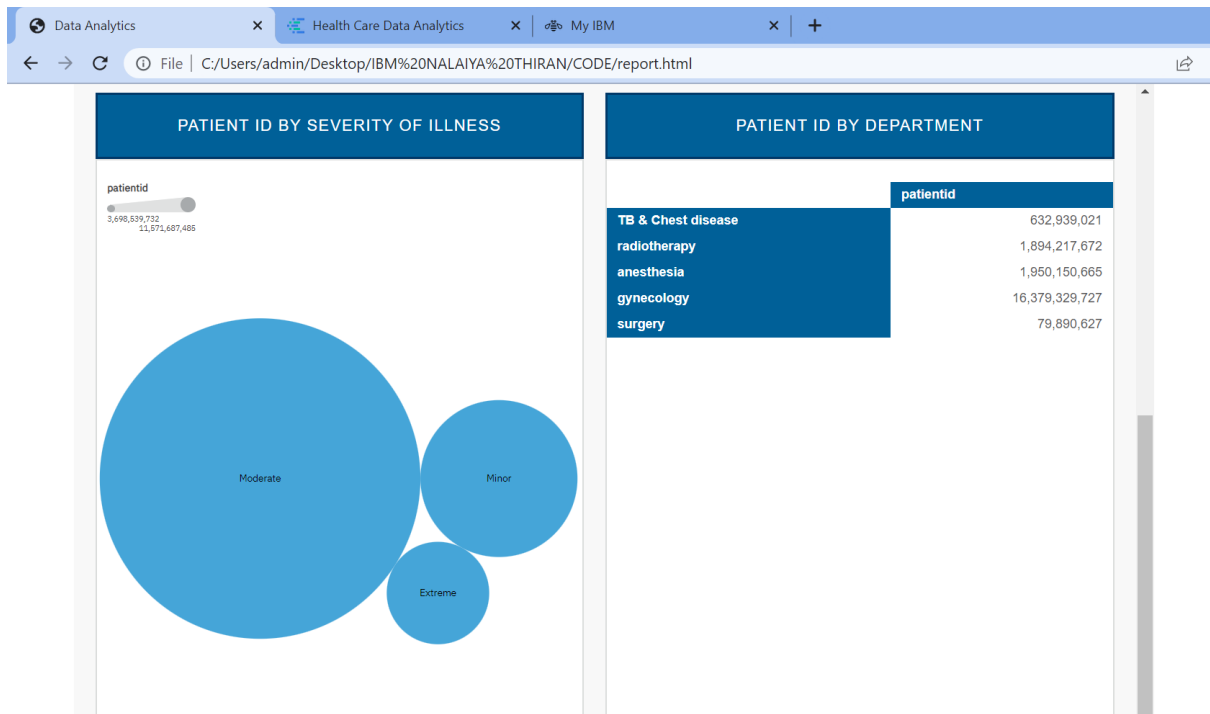 Data Analytics
Health Care Data Analytics
My IBM
File
C:/Users/admin/Desktop/IBM%20NALAIYA%20THIRAN/CODE/report.html
PATIENT ID BY SEVERITY OF ILLNESS
patientid
3,698,539,732
11,571,687,485
Moderate
Minor
Extreme
PATIENT ID BY DEPARTMENT
patientid
TB & Chest disease 632,939,021
radiotherapy 1,894,217,672
anesthesia 1,950,150,665
gynecology 16,379,329,727
surgery 79,890,627